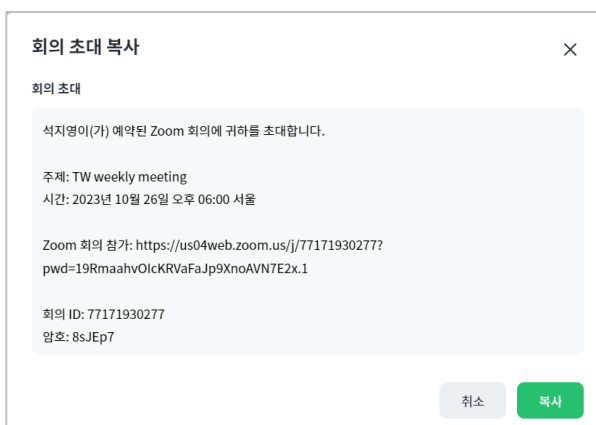 회의 초대 복사
회의 초대
석지영이(가) 예약된 Zoom 회의에 귀하를 초대합니다.
주제: TW weekly meeting
시간: 2023년 10월 26일 오후 06:00 서울
Zoom 회의 참가: https://us04web.zoom.us/j/77171930277?
pwd=19RmaahvOIcKRVaFaJp9XnoAVN7E2x.1
회의 ID: 77171930277
암호: 8sJEp7
취소
복사